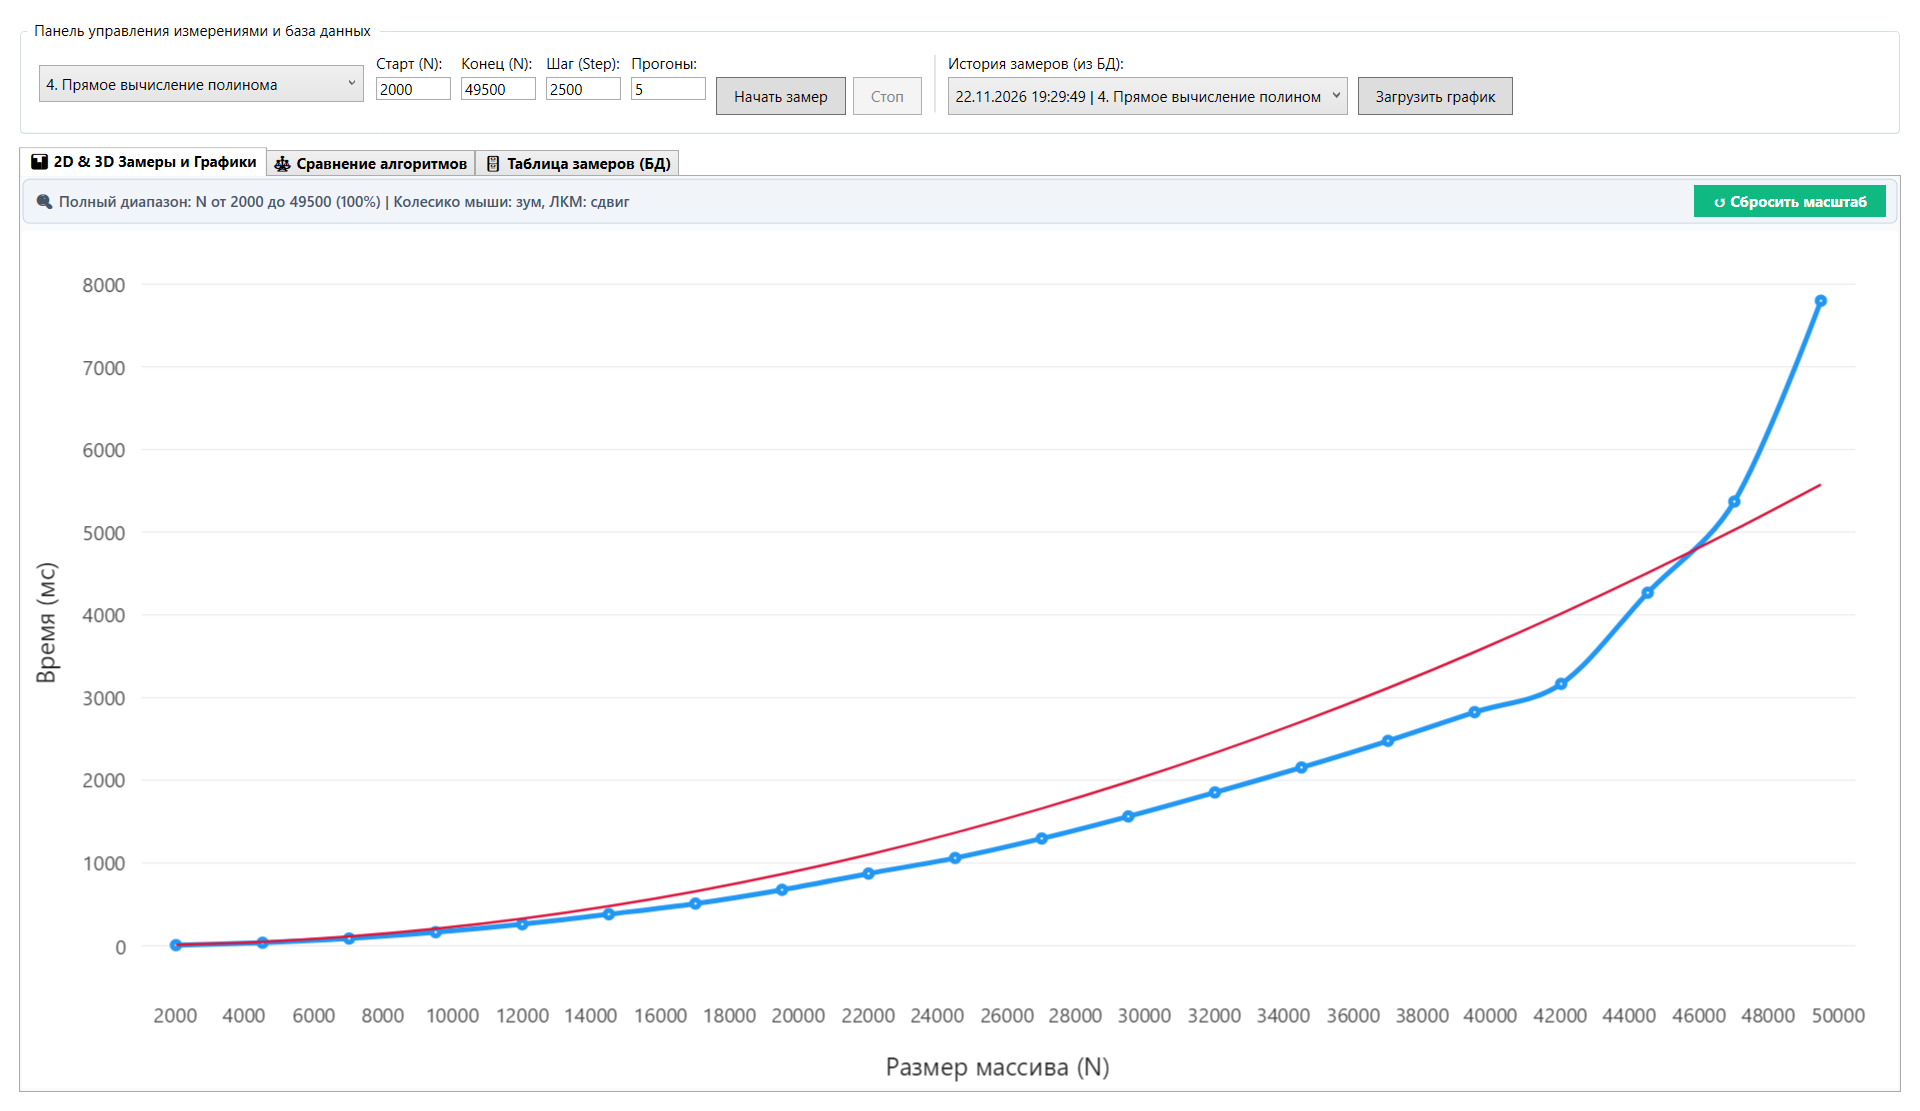 Панель управления измерениями и база данных
4. Прямое вычисление полинома
Старт (N):
2000
Конец (N):
49500
Шаг (Step):
2500
Прогоны:
5
Начать замер
Стоп
История замеров (из БД):
22.11.2026 19:29:49 | 4. Прямое вычисление полином
Загрузить график
2D & 3D Замеры и Графики
Сравнение алгоритмов
Таблица замеров (БД)
Полный диапазон: N от 2000 до 49500 (100%) | Колесико мыши: зум, ЛКМ: сдвиг
↺ Сбросить масштаб
8000
7000
6000
5000
4000
3000
2000
1000
0
Время (мс)
2000 4000 6000 8000 10000 12000 14000 16000 18000 20000 22000 24000 26000 28000 30000 32000 34000 36000 38000 40000 42000 44000 46000 48000 50000
Размер массива (N)